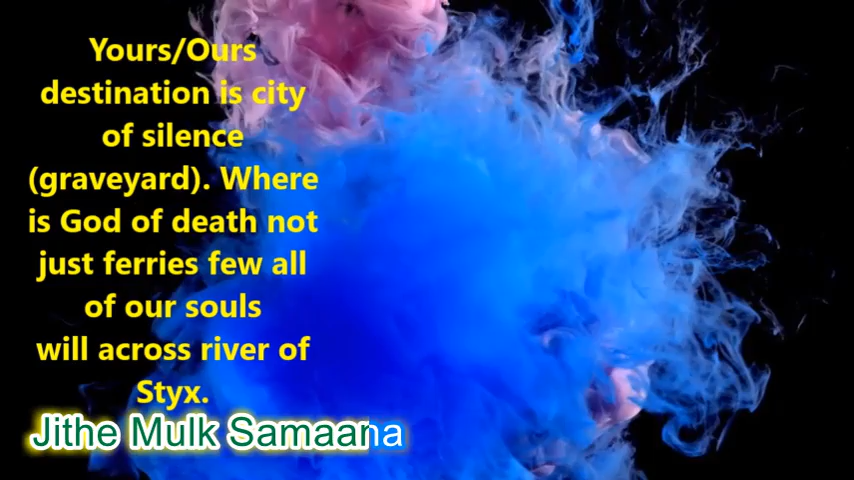 Yours/Ours
destination is city
of silence
(graveyard). Where
is God of death not
just ferries few all
of our souls
will across river of
Styx.
Jithe Mulk Samaana